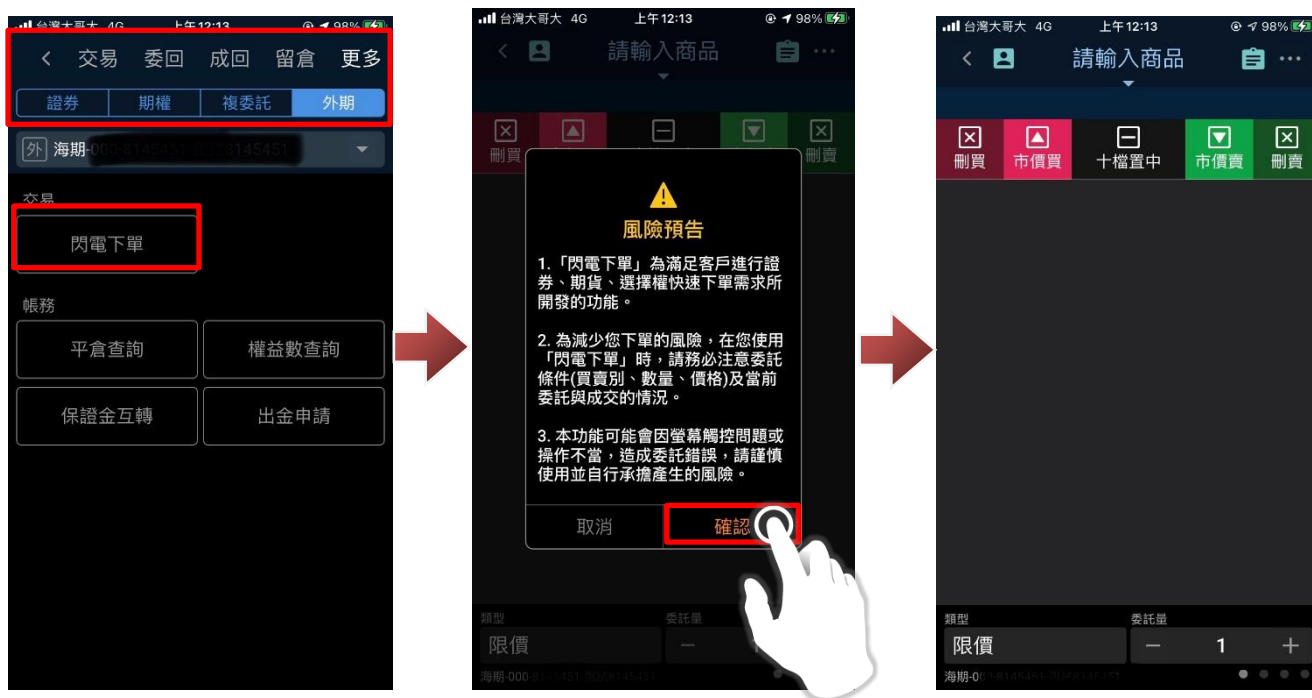 台灣大哥大 4G 上午12:13 98%
交易 委回 成回 留倉 更多
證券 期權 複委託 外期
外 海期-0
交易
閃電下單
帳務
平倉查詢 權益數查詢
保證金互轉 出金申請
台灣大哥大 4G 上午12:13 98%
請輸入商品
刪買 刪賣
風險預告
1.「閃電下單」為滿足客戶進行證
券、期貨、選擇權快速下單需求所
開發的功能。
2. 為減少您下單的風險，在您使用
「閃電下單」時，請務必注意委託
條件(買賣別、數量、價格)及當前
委託與成交的情況。
3. 本功能可能會因螢幕觸控問題或
操作不當，造成委託錯誤，請謹慎
使用並自行承擔產生的風險。
取消 確認
類型 委託量
限價
海期-000
台灣大哥大 4G 上午12:13 98%
請輸入商品
刪買 市價買 十檔置中 市價賣 刪賣
類型 委託量
限價 － 1 ＋
海期-0